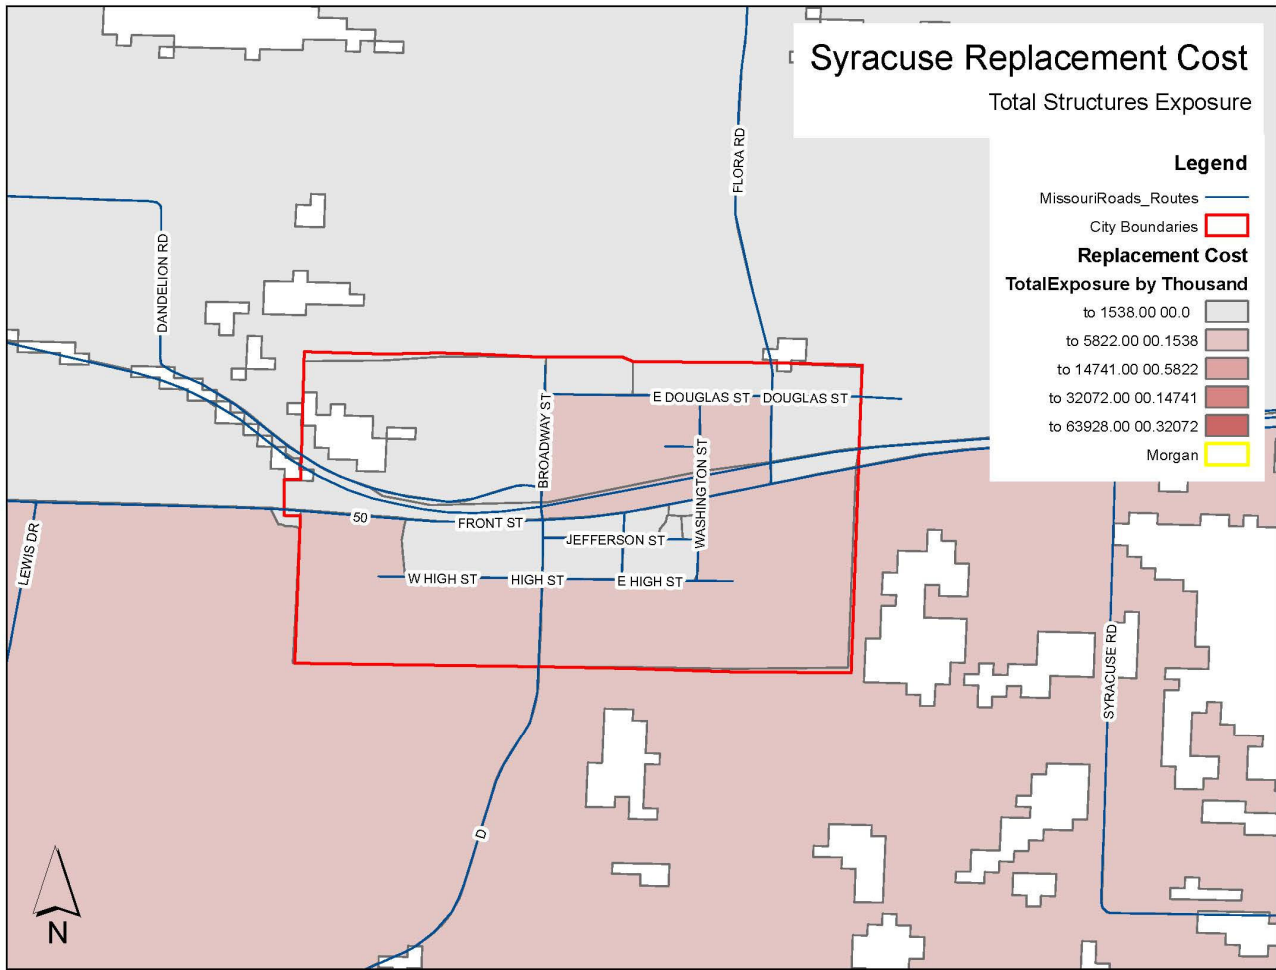 Syracuse Replacement Cost
Total Structures Exposure
Legend
MissouriRoads_Routes
City Boundaries
Replacement Cost
TotalExposure by Thousand
to 1538.00 00.0
to 5822.00 00.1538
to 14741.00 00.5822
to 32072.00 00.14741
to 63928.00 00.32072
Morgan
FLORA RD
DANDELION RD
E DOUGLAS ST
DOUGLAS ST
BROADWAY ST
WASHINGTON ST
50
FRONT ST
JEFFERSON ST
LEWIS DR
W HIGH ST
HIGH ST
E HIGH ST
SYRACUSE RD
D
N